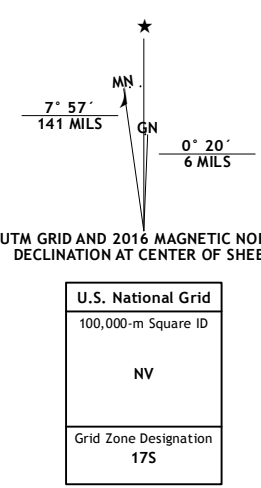 ★
MN
7° 57´
141 MILS
GN
0° 20´
6 MILS
UTM GRID AND 2016 MAGNETIC NOR
DECLINATION AT CENTER OF SHEE
U.S. National Grid
100,000-m Square ID
NV
Grid Zone Designation
17S